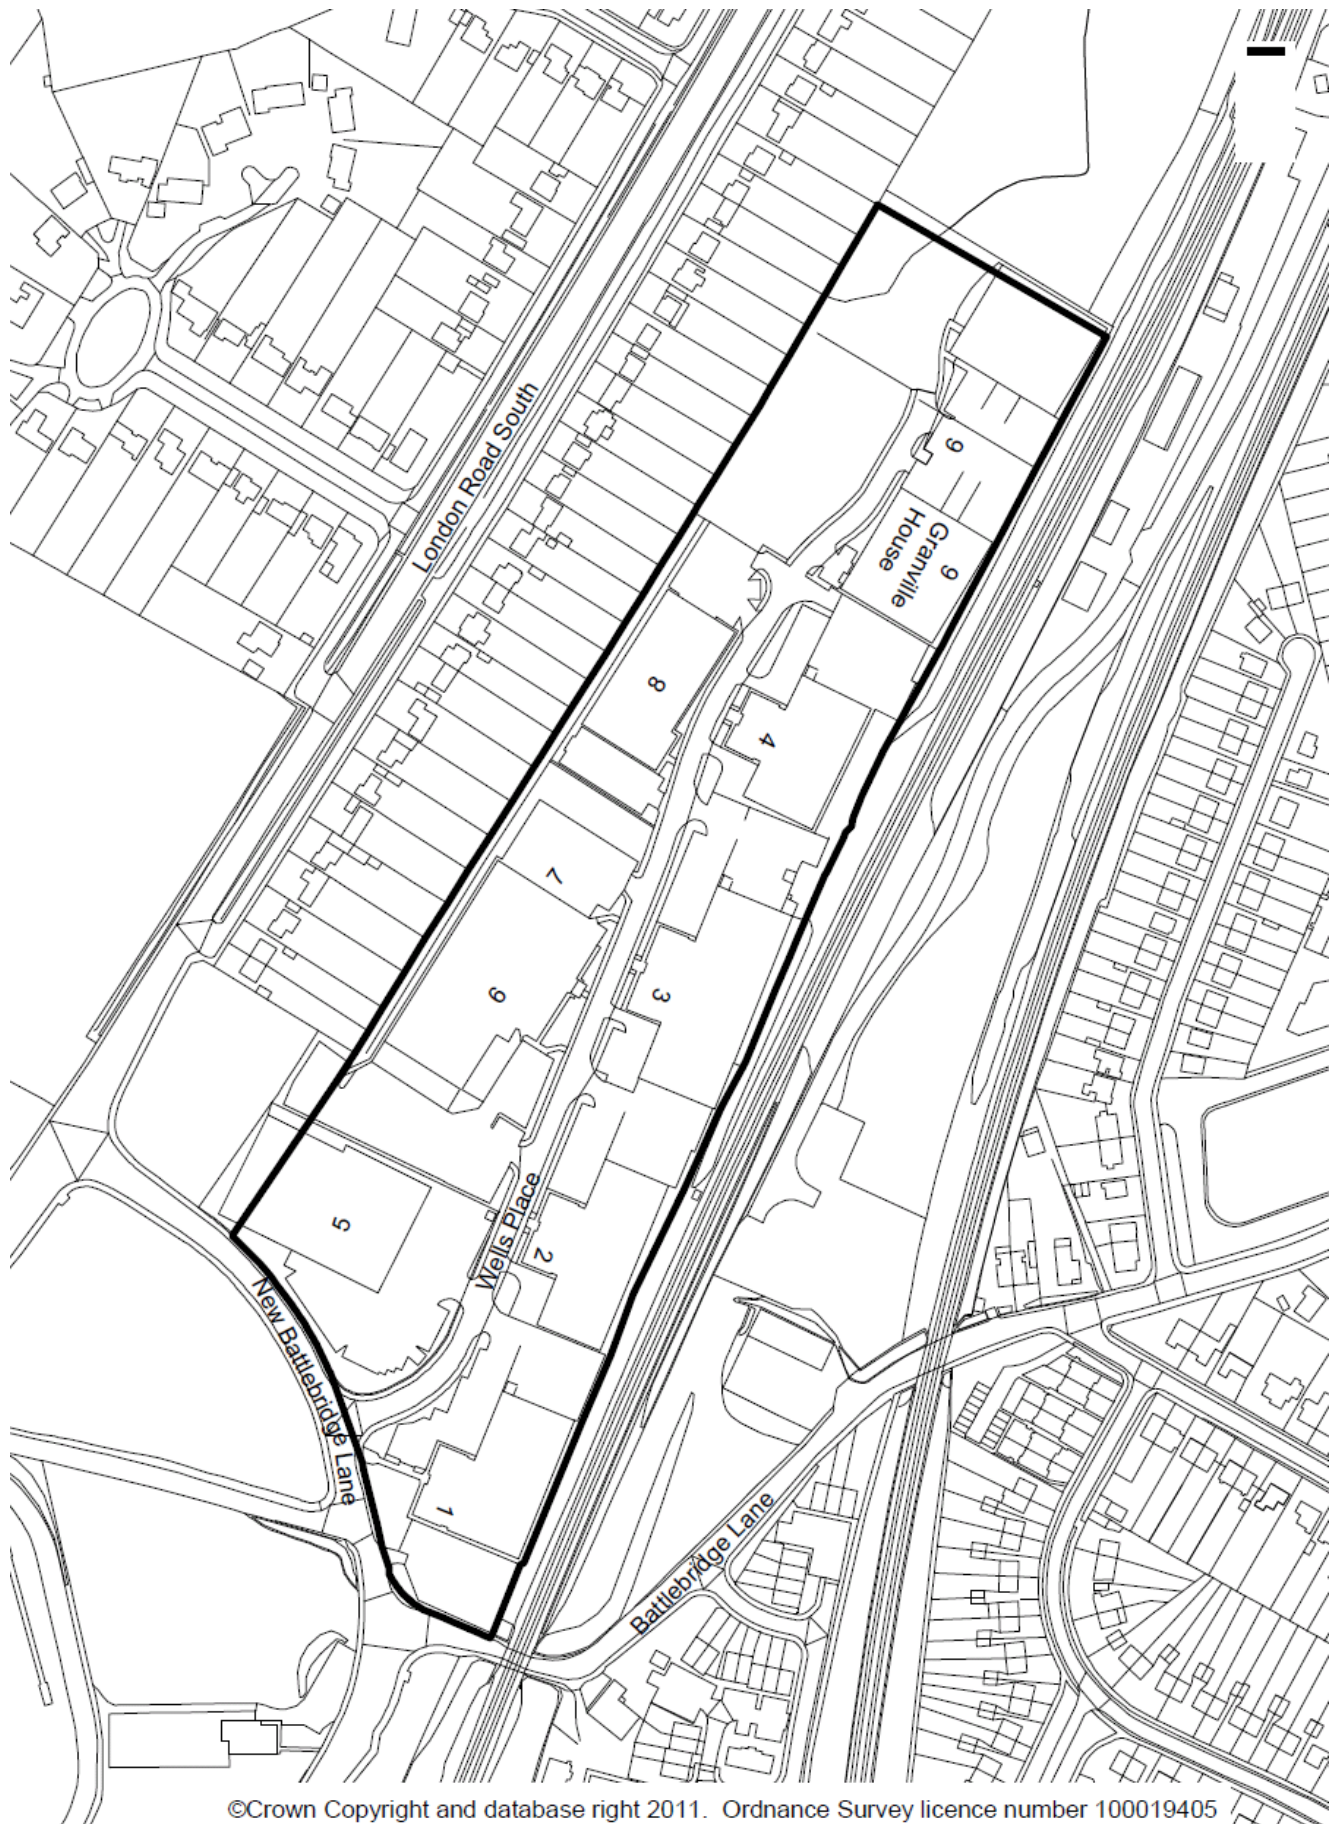 London Road South
9
Granville
House
9
8
4
7
6
3
Wells Place
5
2
New Battlebridge Lane
1
Battlebridge Lane
©Crown Copyright and database right 2011. Ordnance Survey licence number 100019405